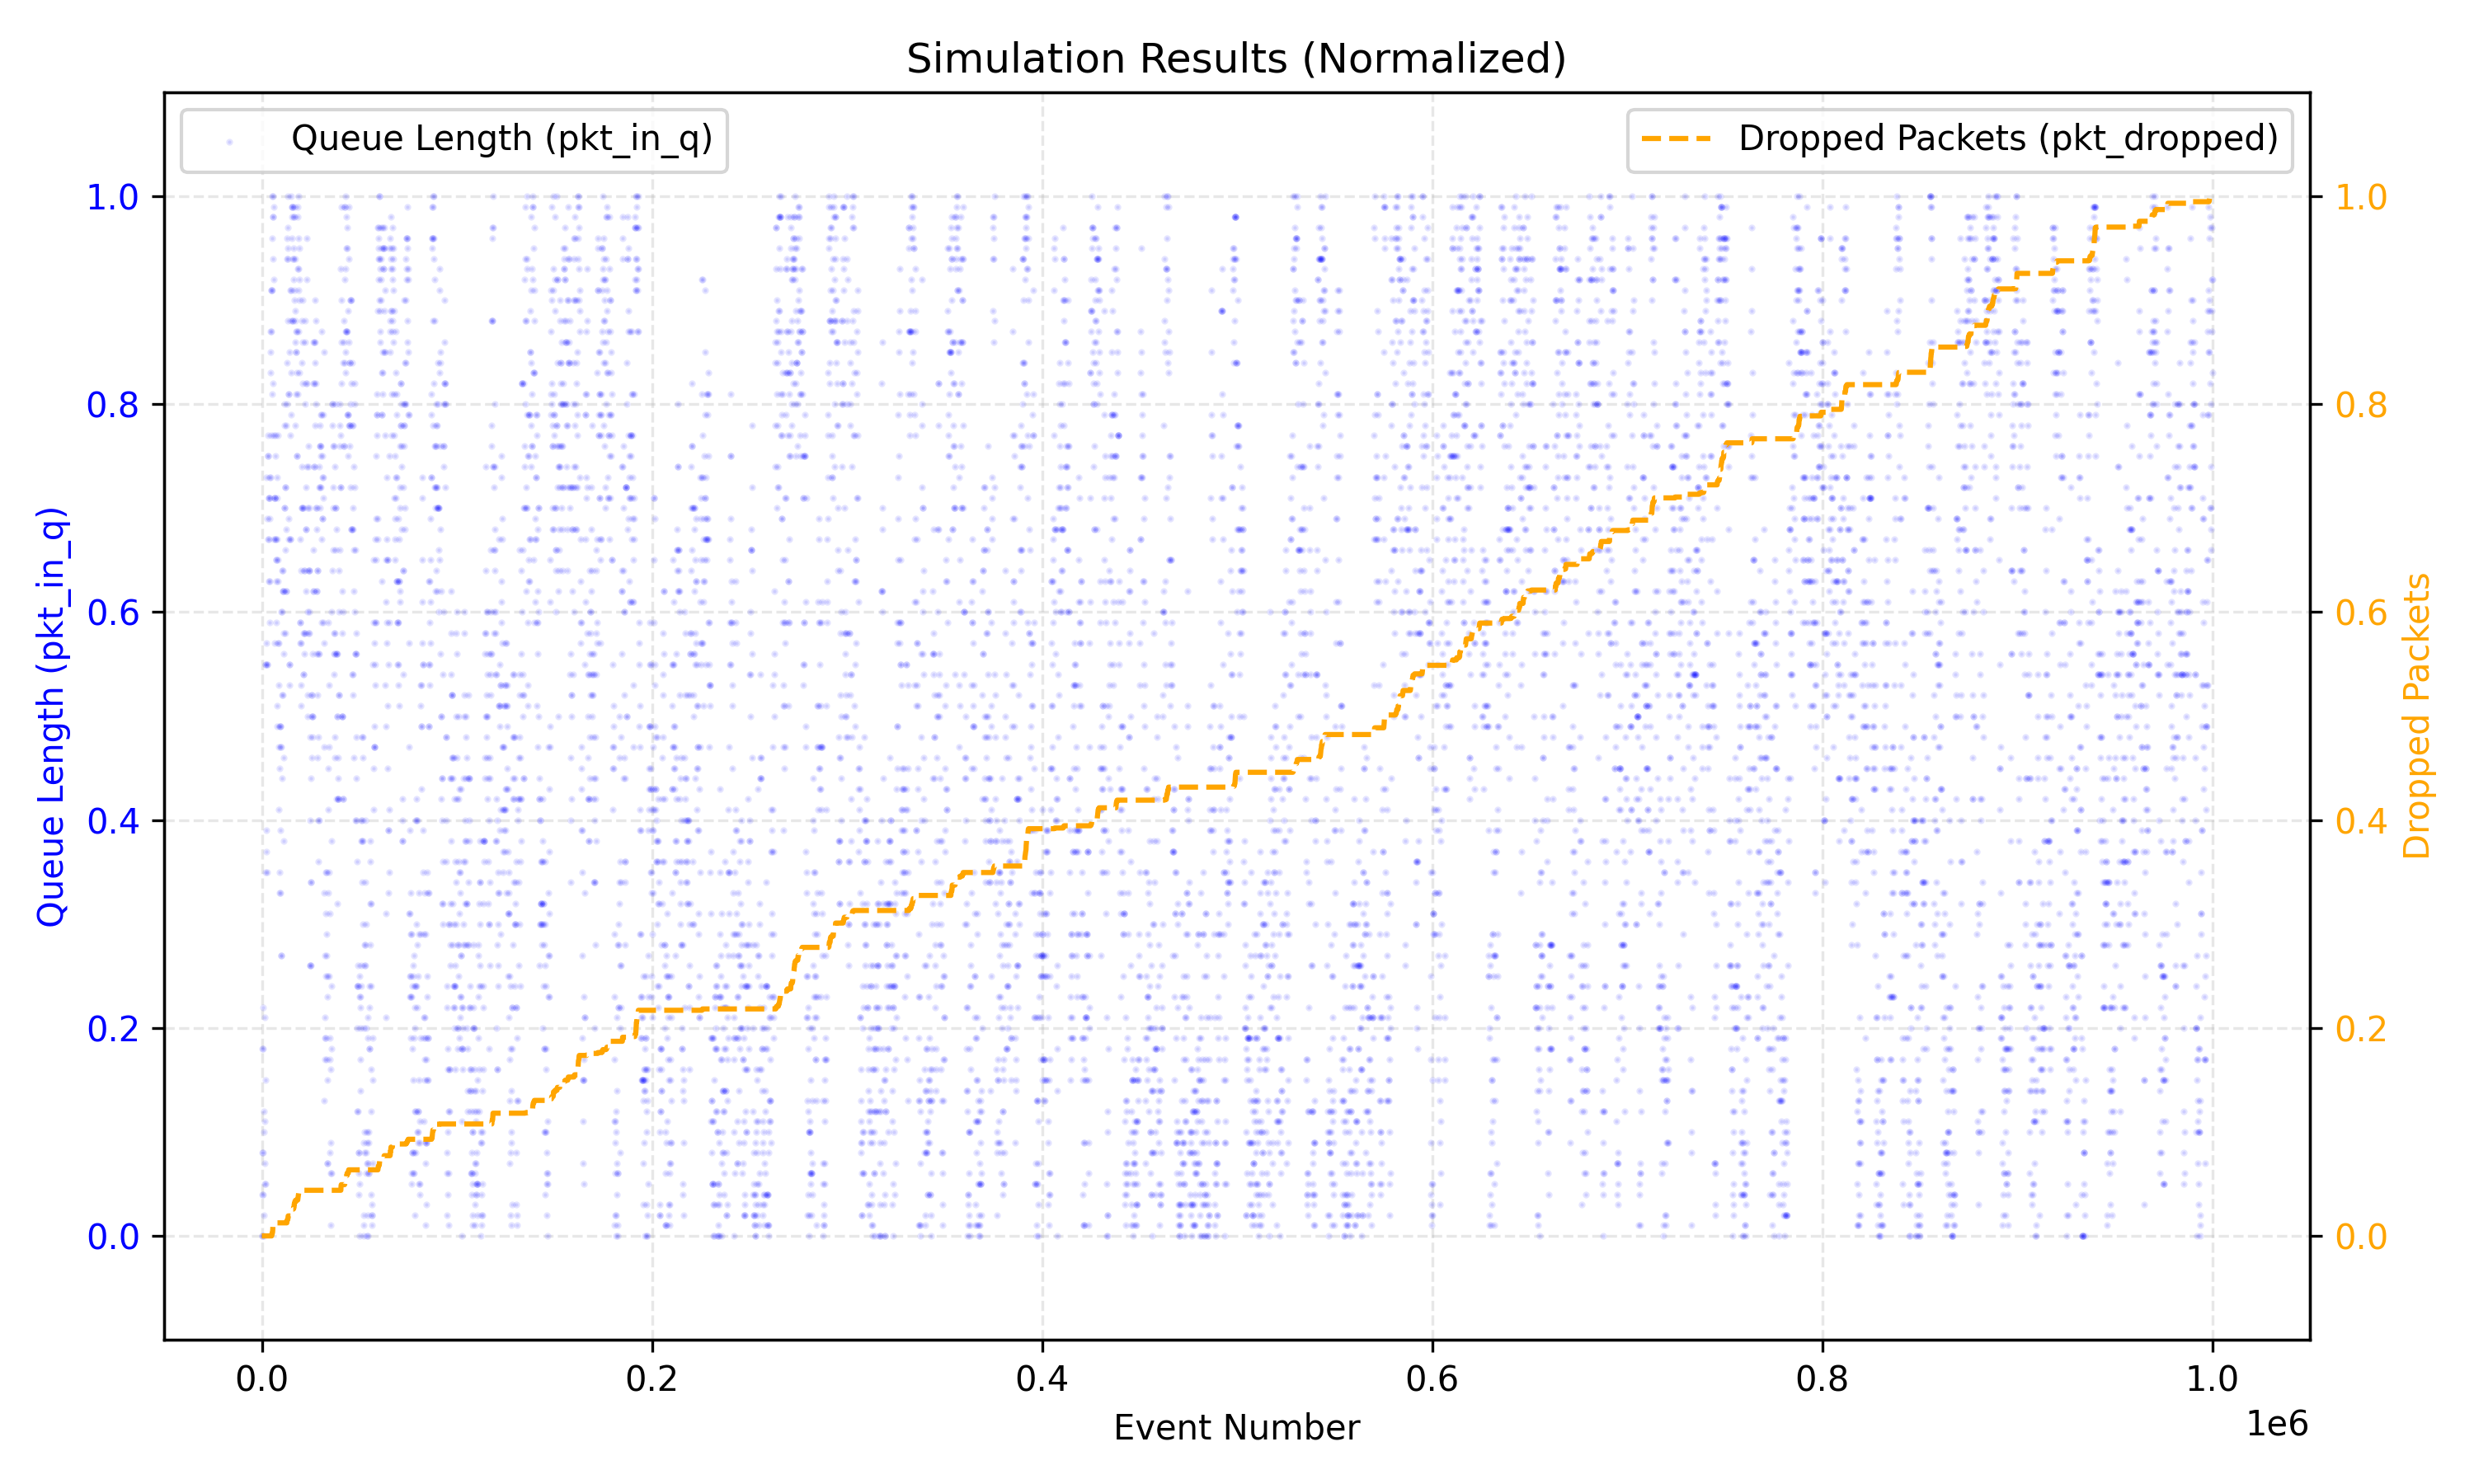 Simulation Results (Normalized)
Queue Length (pkt_in_q)
Dropped Packets (pkt_dropped)
1.0
0.8
0.6
0.4
0.2
0.0
Queue Length (pkt_in_q)
1.0
0.8
0.6
0.4
0.2
0.0
Dropped Packets
0.0
0.2
0.4
0.6
0.8
1.0
1e6
Event Number